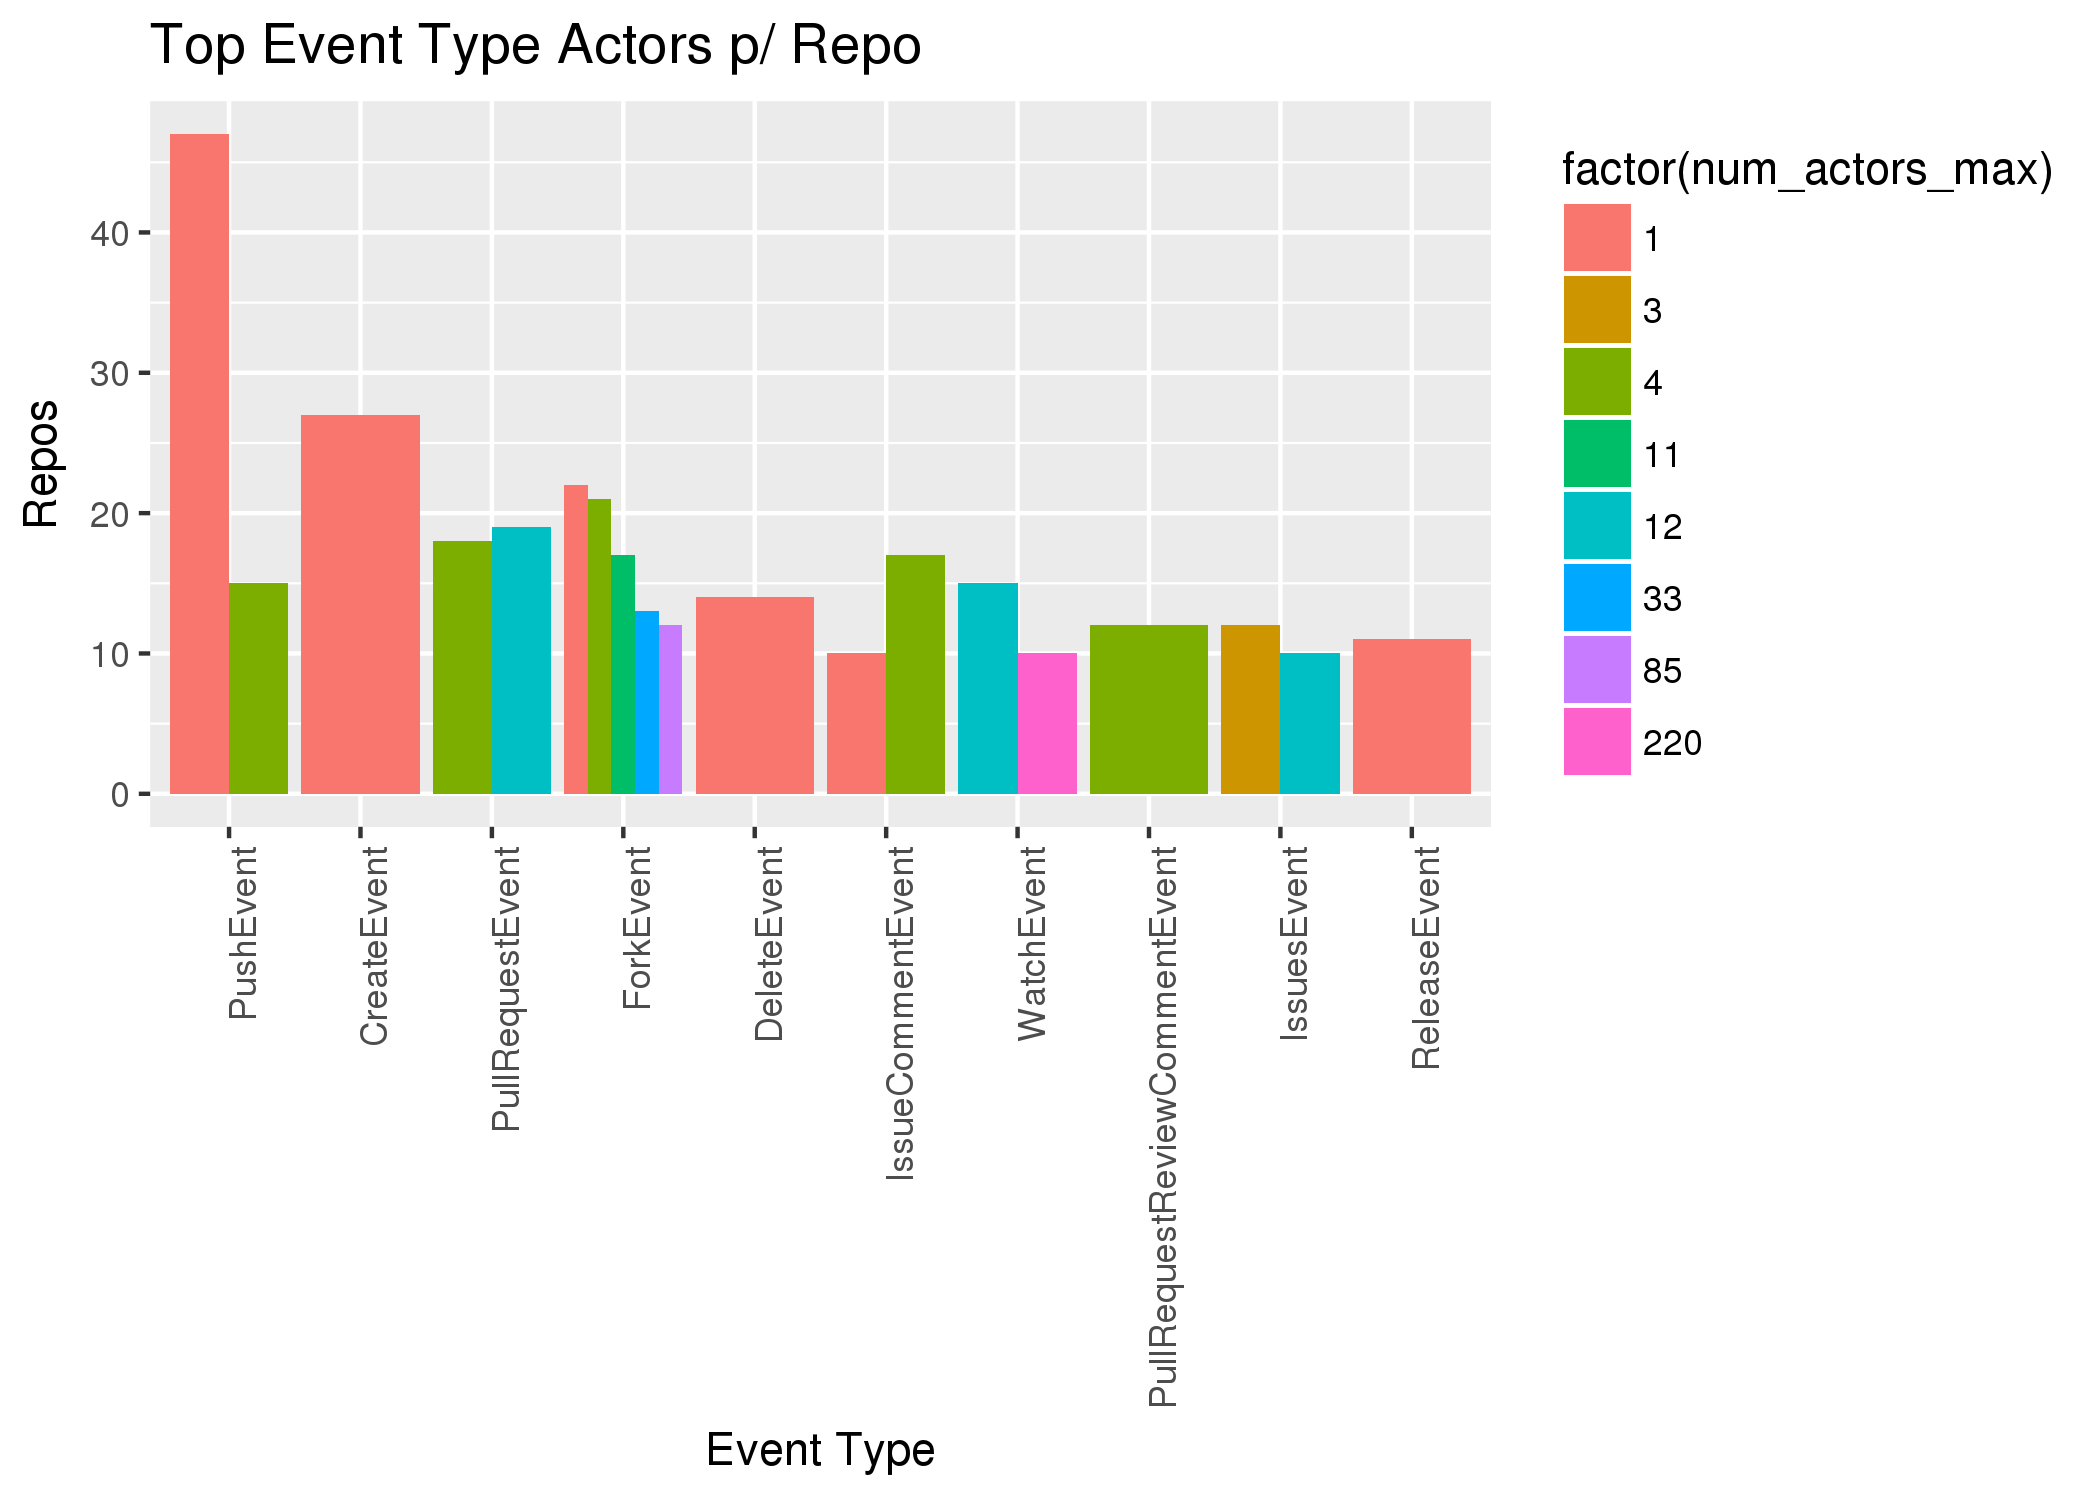 Top Event Type Actors p/ Repo
Repos
40
30
20
10
0
PushEvent
CreateEvent
PullRequestEvent
ForkEvent
DeleteEvent
IssueCommentEvent
WatchEvent
PullRequestReviewCommentEvent
IssuesEvent
ReleaseEvent
Event Type
factor(num_actors_max)
1
3
4
11
12
33
85
220